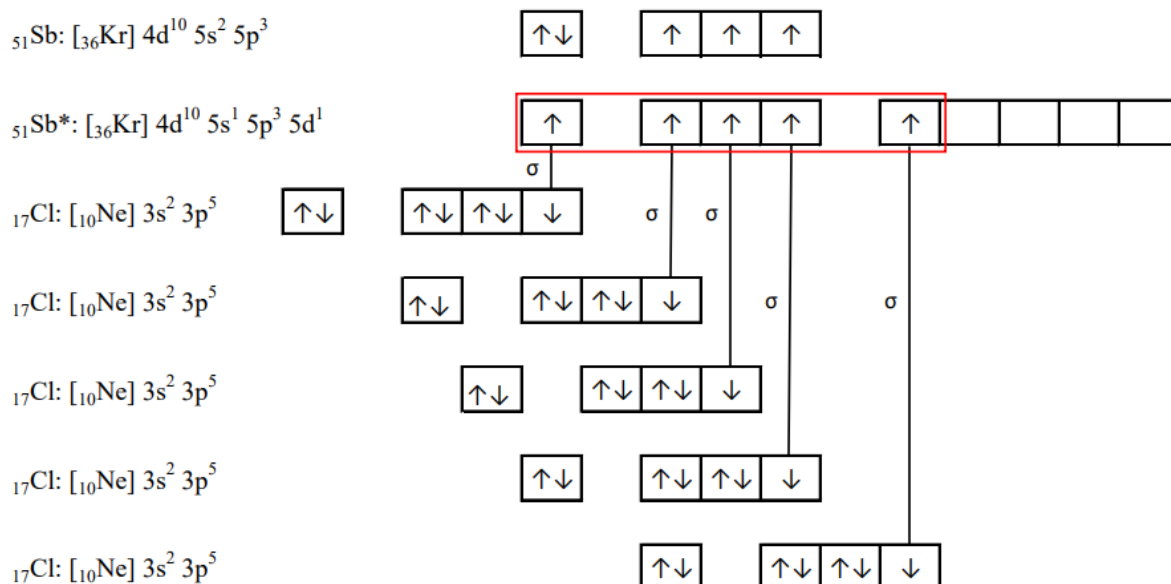 ₅₁Sb: [₃₆Kr] 4d¹⁰ 5s² 5p³ ↑↓ ↑ ↑ ↑
₅₁Sb*: [₃₆Kr] 4d¹⁰ 5s¹ 5p³ 5d¹ ↑ ↑ ↑ ↑ ↑
σ
₁₇Cl: [₁₀Ne] 3s² 3p⁵ ↑↓ ↑↓ ↑↓ ↓ σ σ
₁₇Cl: [₁₀Ne] 3s² 3p⁵ ↑↓ ↑↓ ↑↓ ↓ σ σ
₁₇Cl: [₁₀Ne] 3s² 3p⁵ ↑↓ ↑↓ ↑↓ ↓
₁₇Cl: [₁₀Ne] 3s² 3p⁵ ↑↓ ↑↓ ↑↓ ↓
₁₇Cl: [₁₀Ne] 3s² 3p⁵ ↑↓ ↑↓ ↑↓ ↓